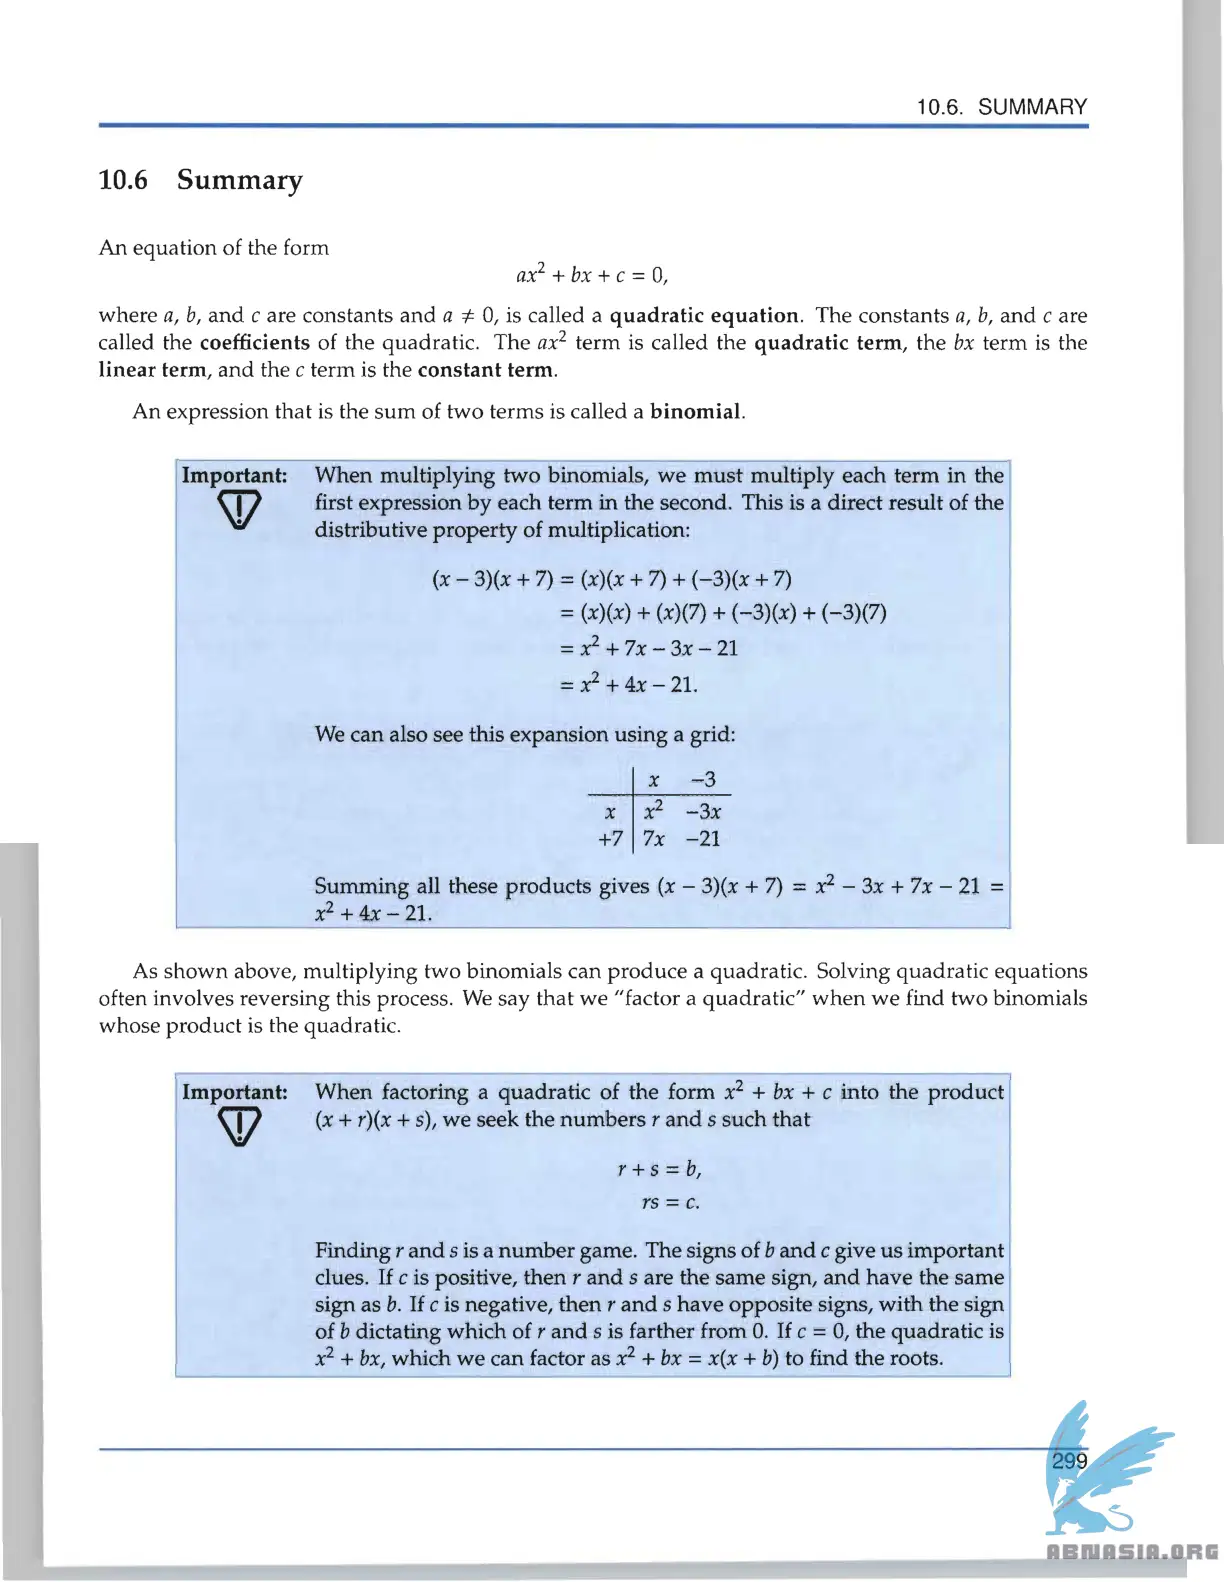 10.6. SUMMARY
10.6 Summary
An equation of the form
ax² + bx + c = 0,
where a, b, and c are constants and a ≠ 0, is called a quadratic equation. The constants a, b, and c are
called the coefficients of the quadratic. The ax² term is called the quadratic term, the bx term is the
linear term, and the c term is the constant term.
An expression that is the sum of two terms is called a binomial.
Important: When multiplying two binomials, we must multiply each term in the
first expression by each term in the second. This is a direct result of the
distributive property of multiplication:
(x – 3)(x + 7) = (x)(x + 7) + (–3)(x + 7)
= (x)(x) + (x)(7) + (–3)(x) + (–3)(7)
= x² + 7x – 3x – 21
= x² + 4x – 21.
We can also see this expansion using a grid:
x –3
x x² –3x
+7 7x –21
Summing all these products gives (x – 3)(x + 7) = x² – 3x + 7x – 21 =
x² + 4x – 21.
As shown above, multiplying two binomials can produce a quadratic. Solving quadratic equations
often involves reversing this process. We say that we "factor a quadratic" when we find two binomials
whose product is the quadratic.
Important: When factoring a quadratic of the form x² + bx + c into the product
(x + r)(x + s), we seek the numbers r and s such that
r + s = b,
rs = c.
Finding r and s is a number game. The signs of b and c give us important
clues. If c is positive, then r and s are the same sign, and have the same
sign as b. If c is negative, then r and s have opposite signs, with the sign
of b dictating which of r and s is farther from 0. If c = 0, the quadratic is
x² + bx, which we can factor as x² + bx = x(x + b) to find the roots.
299
ABNASIA.ORG